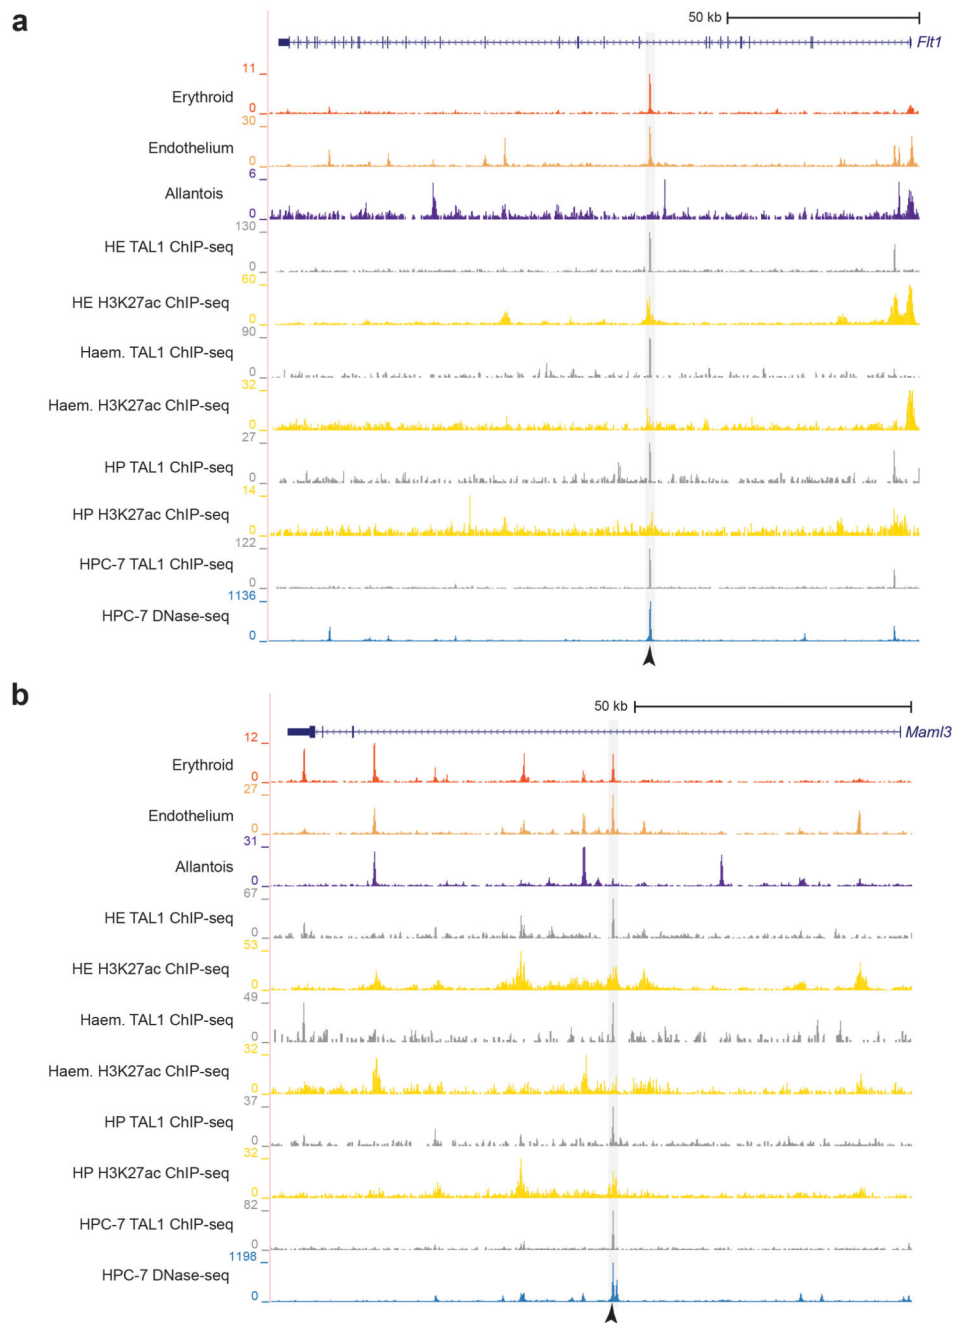 a
50 kb
Flt1
11
Erythroid
0
30
Endothelium
0
6
Allantois
0
130
HE TAL1 ChIP-seq
0
60
HE H3K27ac ChIP-seq
0
90
Haem. TAL1 ChIP-seq
0
32
Haem. H3K27ac ChIP-seq
0
27
HP TAL1 ChIP-seq
0
14
HP H3K27ac ChIP-seq
0
122
HPC-7 TAL1 ChIP-seq
0
1136
HPC-7 DNase-seq
0
b
50 kb
Maml3
12
Erythroid
0
27
Endothelium
0
31
Allantois
0
67
HE TAL1 ChIP-seq
0
53
HE H3K27ac ChIP-seq
0
49
Haem. TAL1 ChIP-seq
0
32
Haem. H3K27ac ChIP-seq
0
37
HP TAL1 ChIP-seq
0
32
HP H3K27ac ChIP-seq
0
82
HPC-7 TAL1 ChIP-seq
0
1198
HPC-7 DNase-seq
0